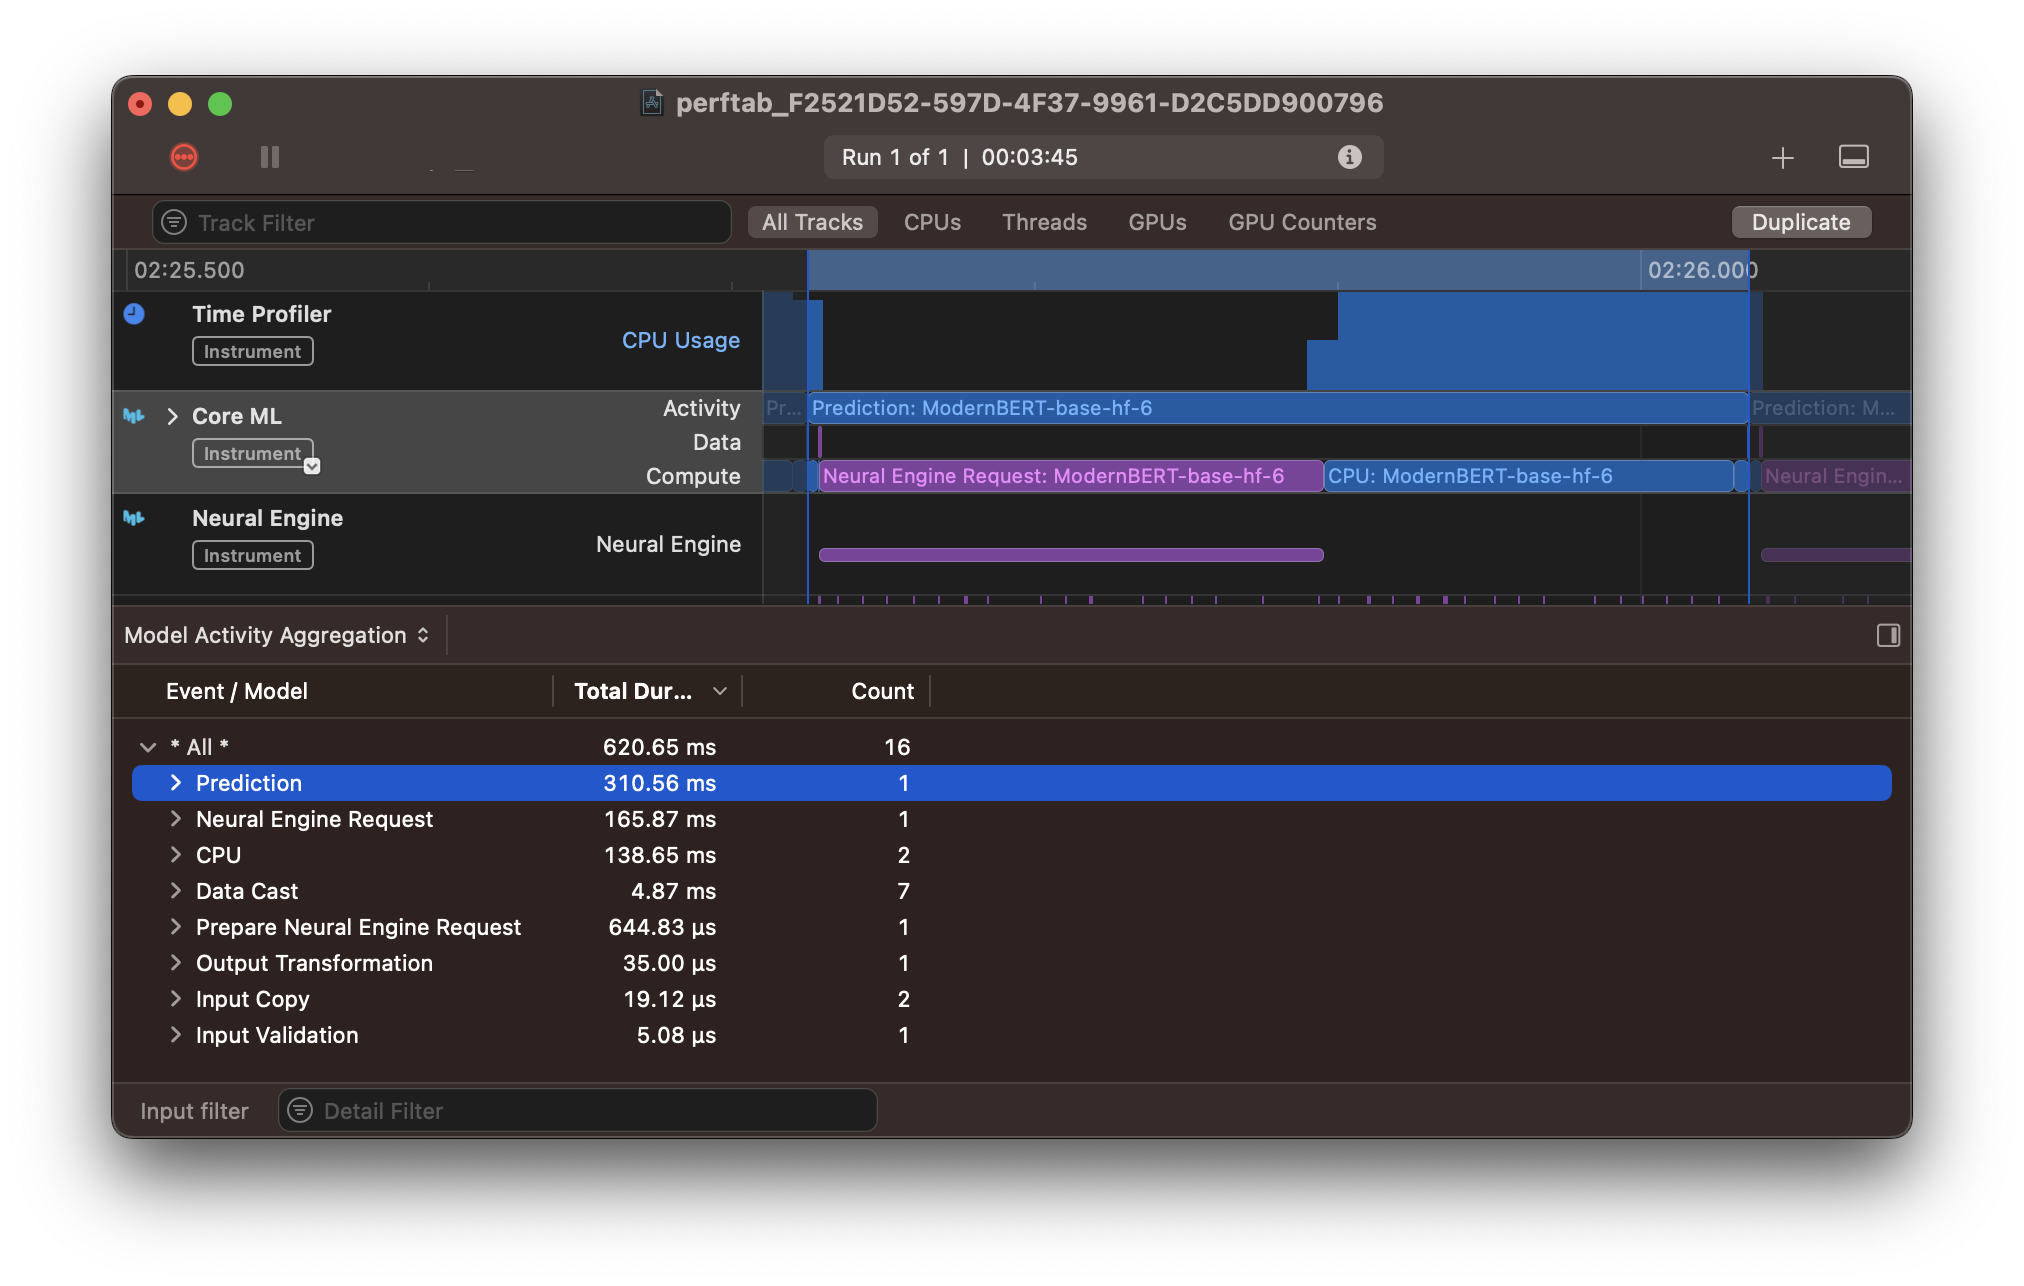 perftab_F2521D52-597D-4F37-9961-D2C5DD900796
Run 1 of 1 | 00:03:45
Track Filter All Tracks CPUs Threads GPUs GPU Counters Duplicate
02:25.500 02:26.000
Time Profiler
Instrument
CPU Usage
Core ML
Instrument
Activity Pr... Prediction: ModernBERT-base-hf-6 Prediction: M...
Data
Compute Neural Engine Request: ModernBERT-base-hf-6 CPU: ModernBERT-base-hf-6 Neural Engin...
Neural Engine
Instrument
Neural Engine
Model Activity Aggregation
Event / Model Total Dur... Count
* All * 620.65 ms 16
Prediction 310.56 ms 1
Neural Engine Request 165.87 ms 1
CPU 138.65 ms 2
Data Cast 4.87 ms 7
Prepare Neural Engine Request 644.83 µs 1
Output Transformation 35.00 µs 1
Input Copy 19.12 µs 2
Input Validation 5.08 µs 1
Input filter Detail Filter